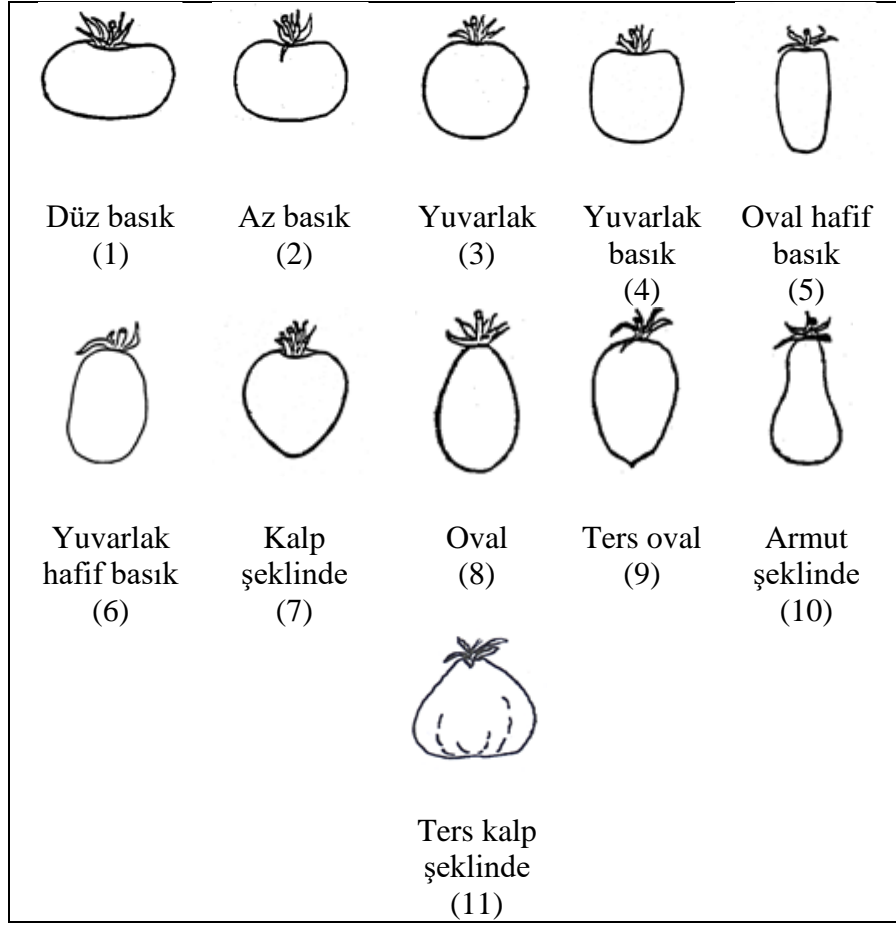 Düz basık
(1)
Az basık
(2)
Yuvarlak
(3)
Yuvarlak
basık
(4)
Oval hafif
basık
(5)
Yuvarlak
hafif basık
(6)
Kalp
şeklinde
(7)
Oval
(8)
Ters oval
(9)
Armut
şeklinde
(10)
Ters kalp
şeklinde
(11)